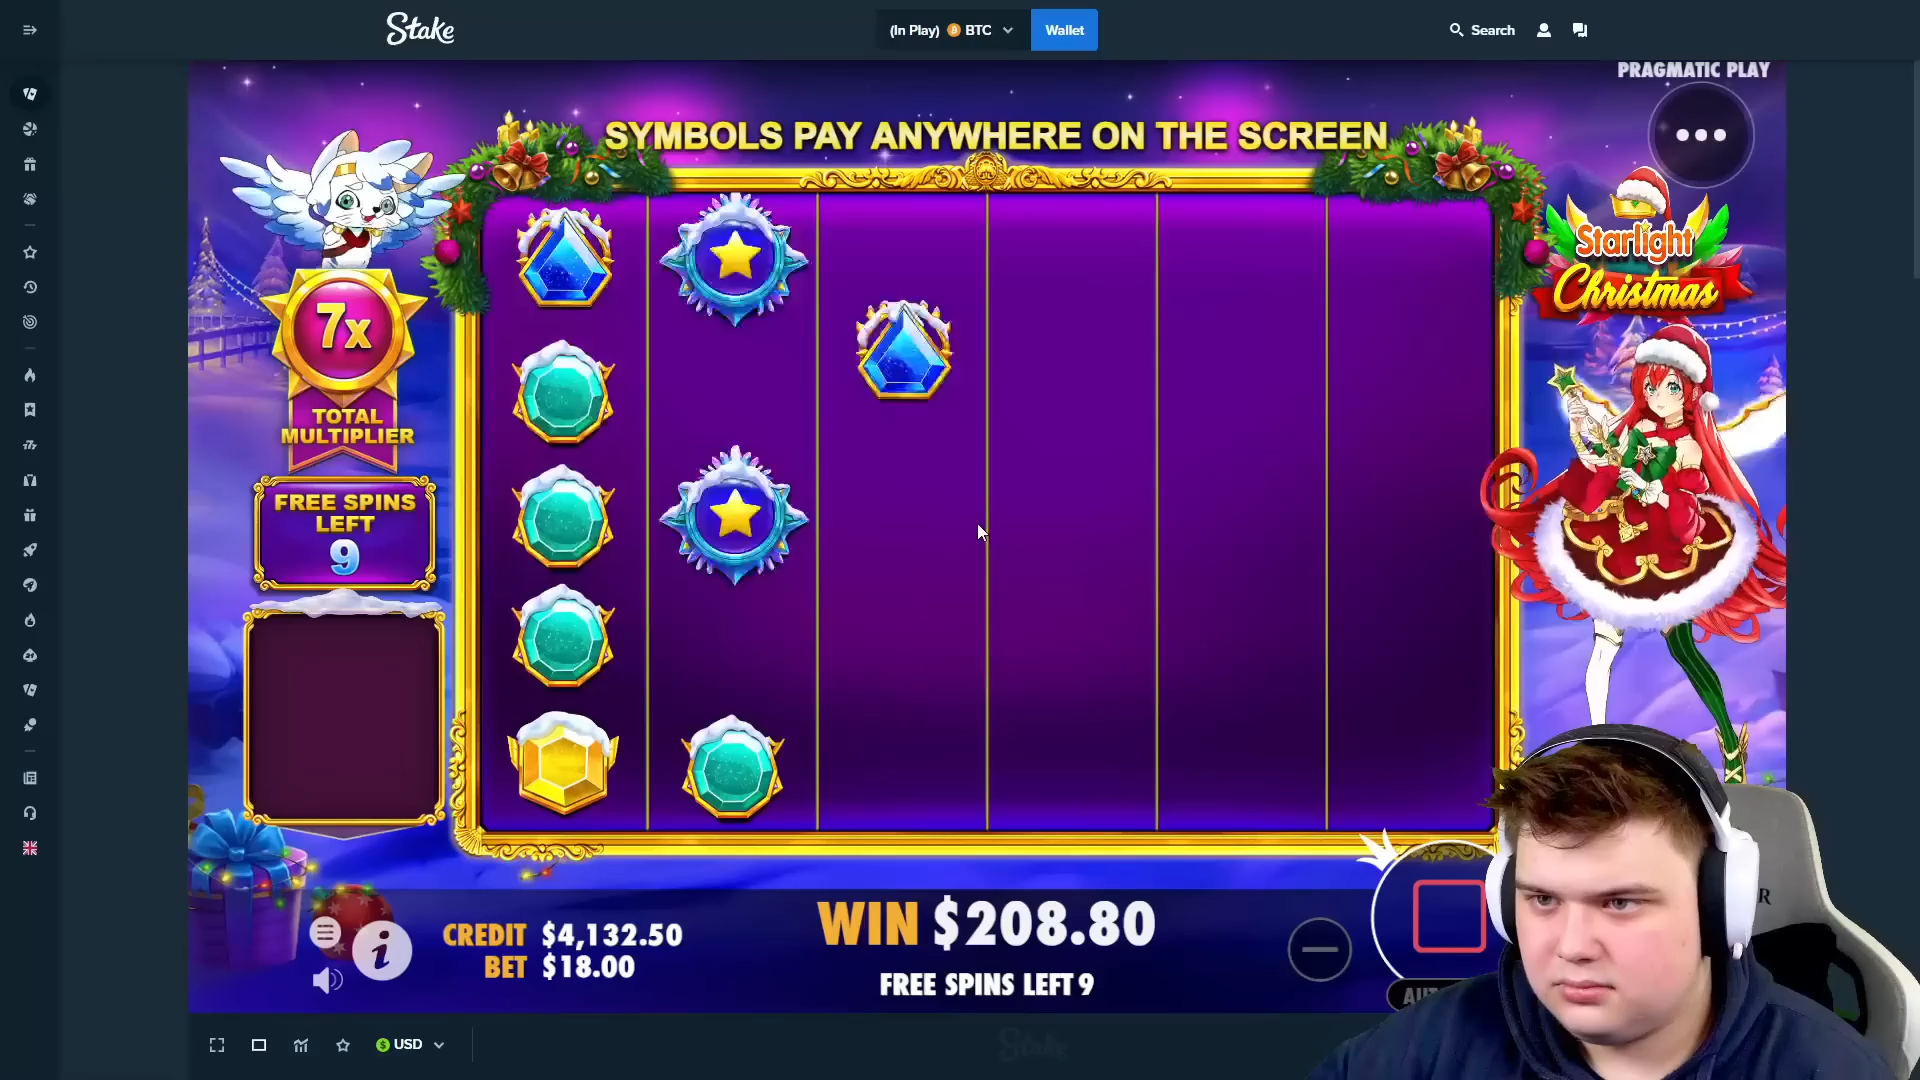 Stake
(In Play) BTC
Wallet
Search
PRAGMATIC PLAY
SYMBOLS PAY ANYWHERE ON THE SCREEN
Starlight
Christmas
7x
TOTAL
MULTIPLIER
FREE SPINS
LEFT
9
CREDIT $4,132.50
BET $18.00
WIN $208.80
FREE SPINS LEFT 9
USD
Stake